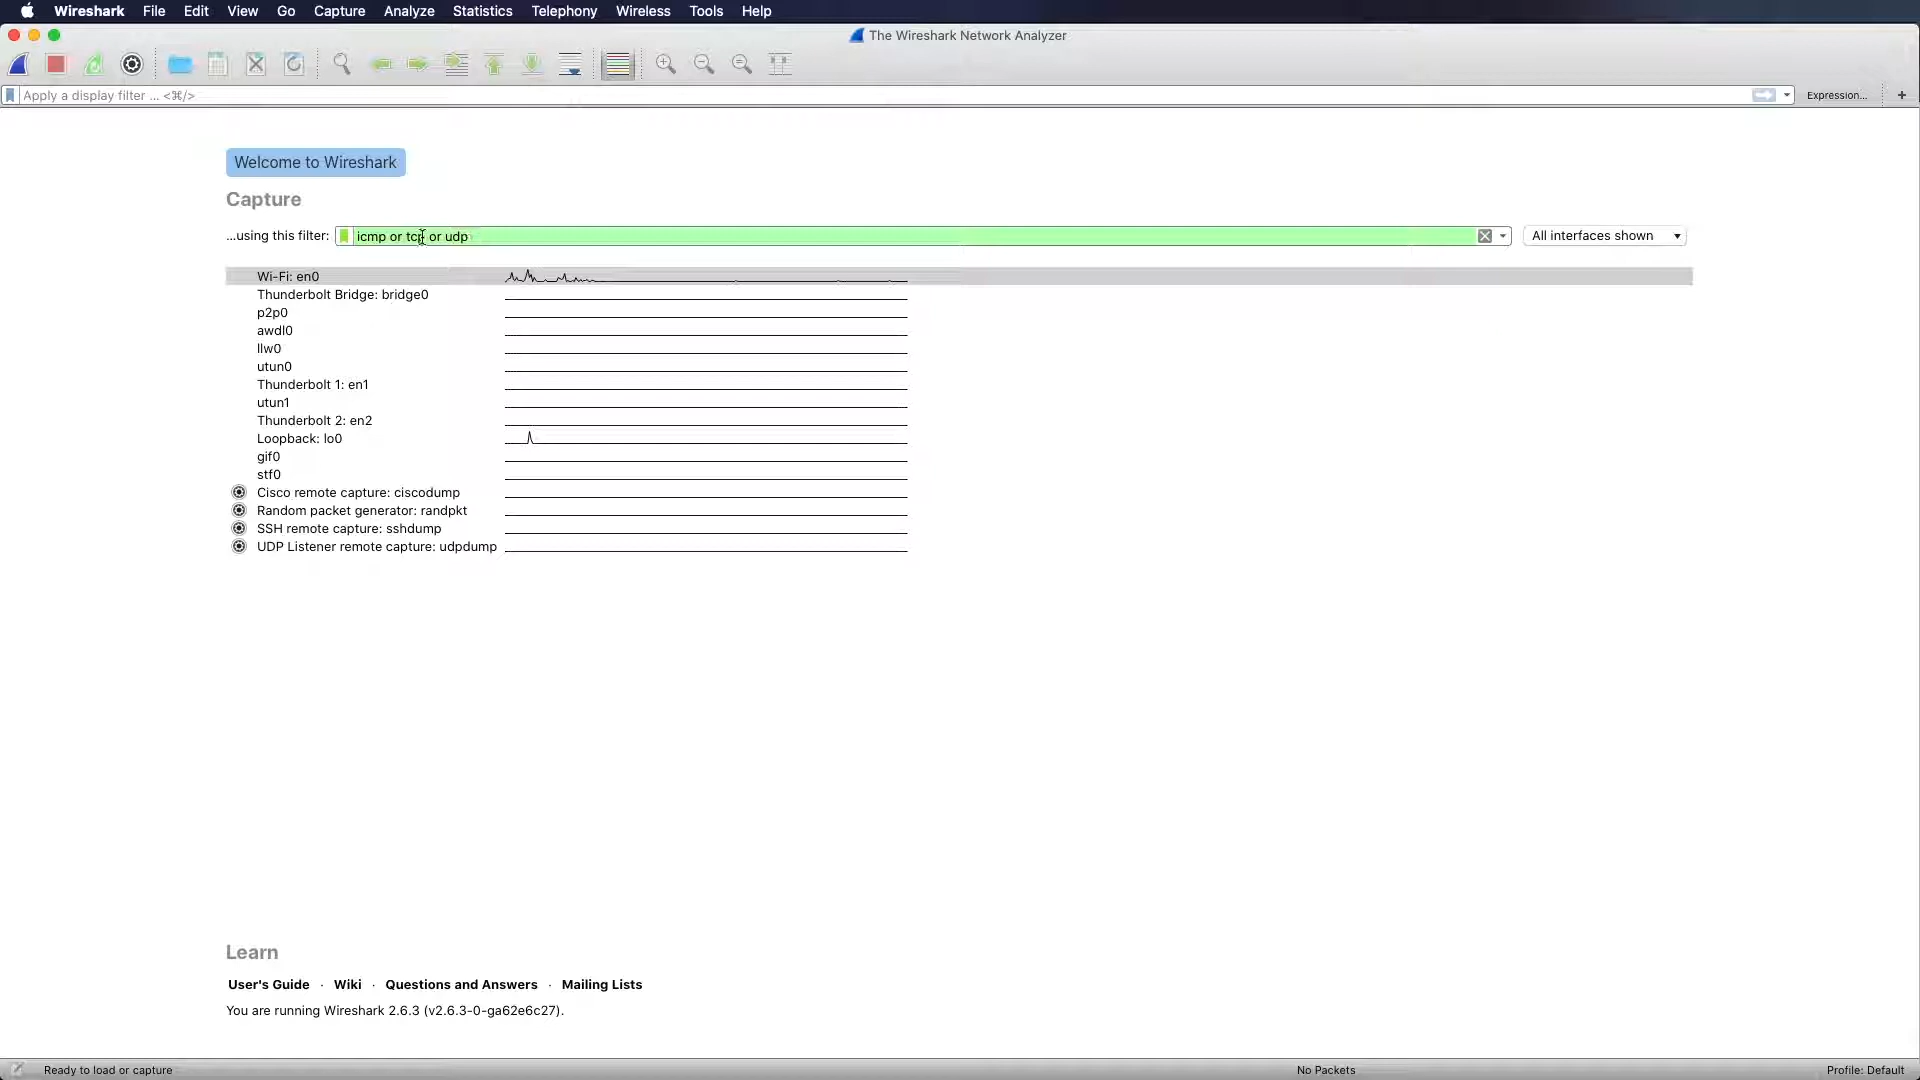 Wireshark File Edit View Go Capture Analyze Statistics Telephony Wireless Tools Help
The Wireshark Network Analyzer
Apply a display filter ... <⌘/>
Expression...
+
Welcome to Wireshark
Capture
...using this filter: icmp or tcp or udp
All interfaces shown
Wi-Fi: en0
Thunderbolt Bridge: bridge0
p2p0
awdl0
llw0
utun0
Thunderbolt 1: en1
utun1
Thunderbolt 2: en2
Loopback: lo0
gif0
stf0
Cisco remote capture: ciscodump
Random packet generator: randpkt
SSH remote capture: sshdump
UDP Listener remote capture: udpdump
Learn
User's Guide · Wiki · Questions and Answers · Mailing Lists
You are running Wireshark 2.6.3 (v2.6.3-0-ga62e6c27).
Ready to load or capture
No Packets
Profile: Default